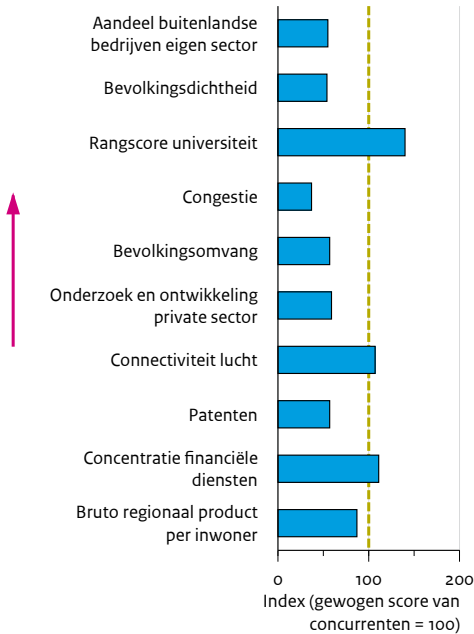 Aandeel buitenlandse
bedrijven eigen sector
Bevolkingsdichtheid
Rangscore universiteit
Congestie
Bevolkingsomvang
Onderzoek en ontwikkeling
private sector
Connectiviteit lucht
Patenten
Concentratie financiële
diensten
Bruto regionaal product
per inwoner
0 100 200
Index (gewogen score van
concurrenten = 100)